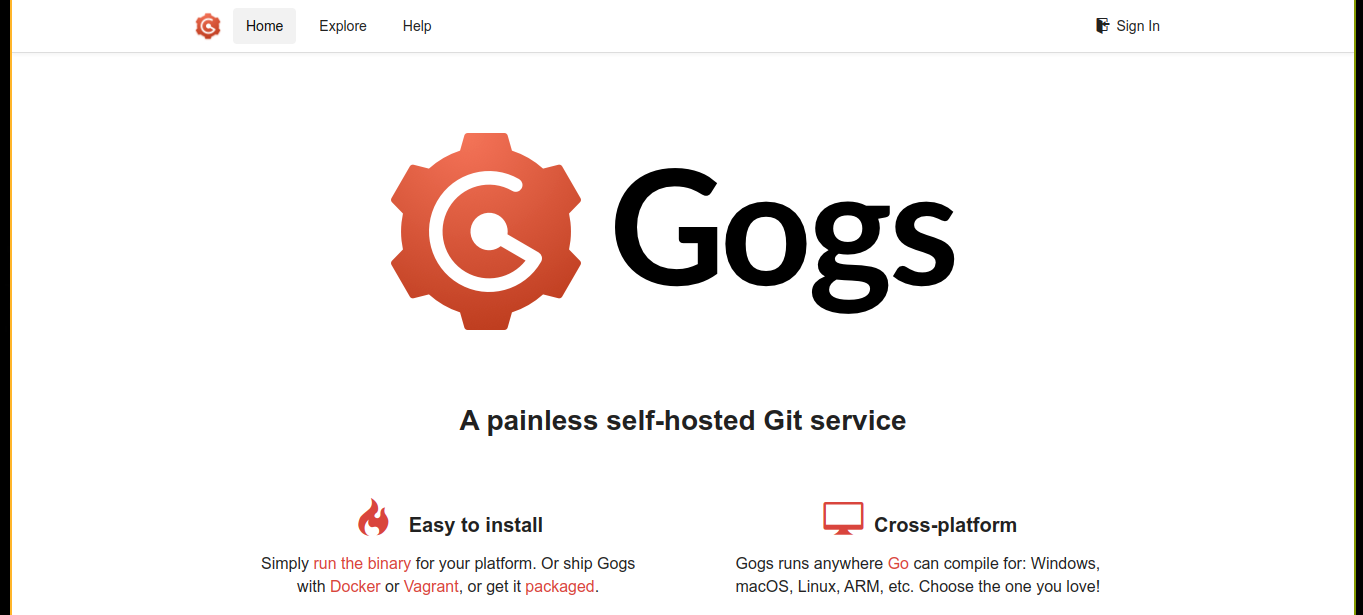 Home Explore Help Sign In
Gogs
A painless self-hosted Git service
Easy to install
Simply run the binary for your platform. Or ship Gogs
with Docker or Vagrant, or get it packaged.
Cross-platform
Gogs runs anywhere Go can compile for: Windows,
macOS, Linux, ARM, etc. Choose the one you love!